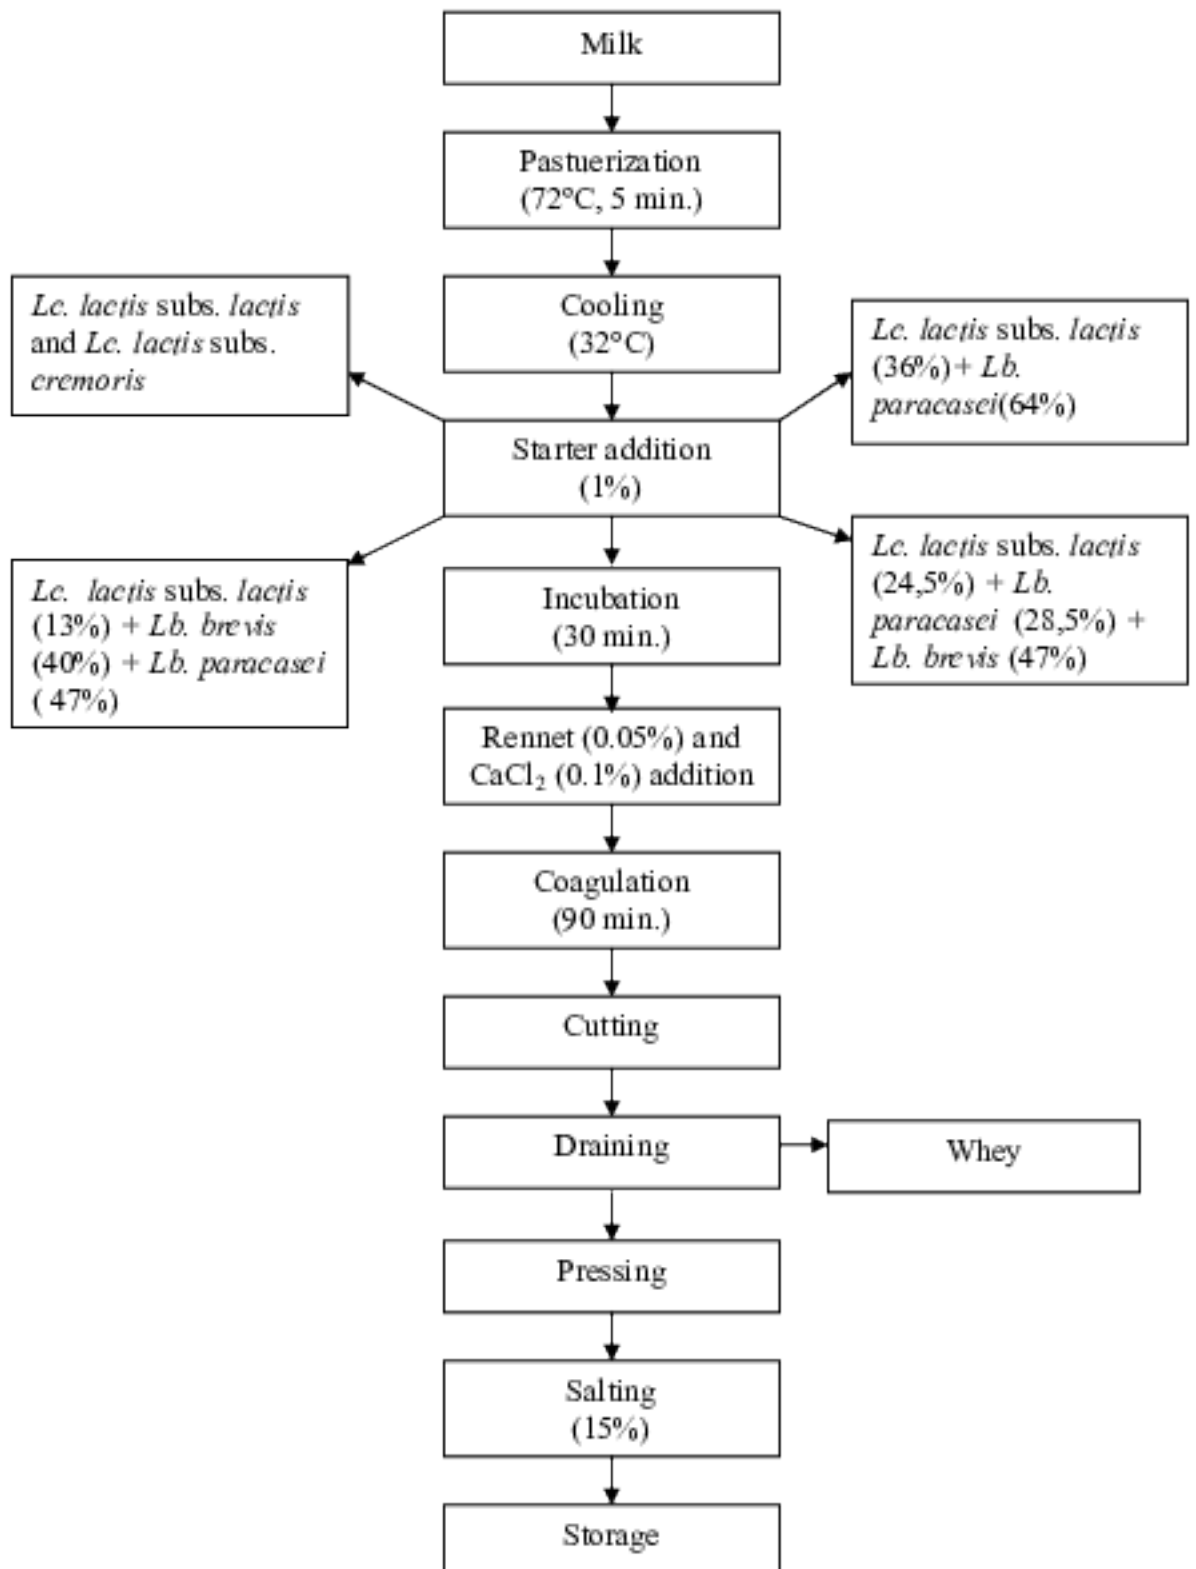 Milk
Pastuerization
(72°C, 5 min.)
Cooling
(32°C)
Lc. lactis subs. lactis
and Lc. lactis subs.
cremoris
Lc. lactis subs. lactis
(36%)+ Lb.
paracasei(64%)
Starter addition
(1%)
Lc. lactis subs. lactis
(13%) + Lb. brevis
(40%) + Lb. paracasei
( 47%)
Lc. lactis subs. lactis
(24,5%) + Lb.
paracasei (28,5%) +
Lb. brevis (47%)
Incubation
(30 min.)
Rennet (0.05%) and
CaCl₂ (0.1%) addition
Coagulation
(90 min.)
Cutting
Draining
Whey
Pressing
Salting
(15%)
Storage